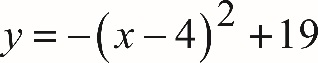 y = −(x − 4)² + 19